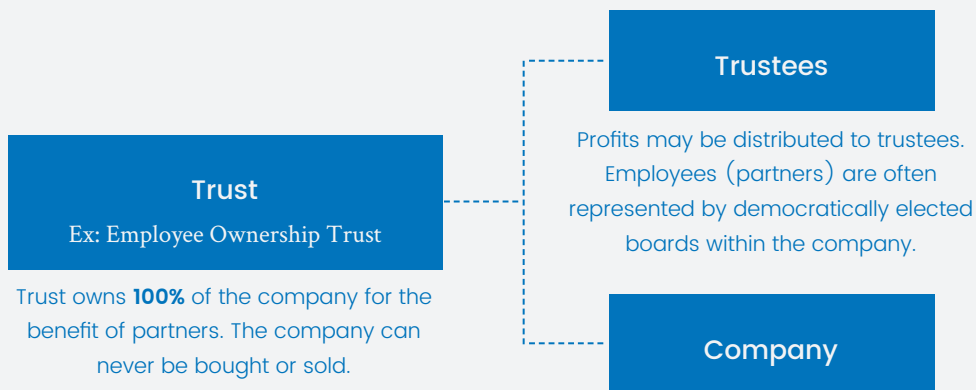 Trust
Ex: Employee Ownership Trust
Trust owns 100% of the company for the
benefit of partners. The company can
never be bought or sold.
Trustees
Profits may be distributed to trustees.
Employees (partners) are often
represented by democratically elected
boards within the company.
Company